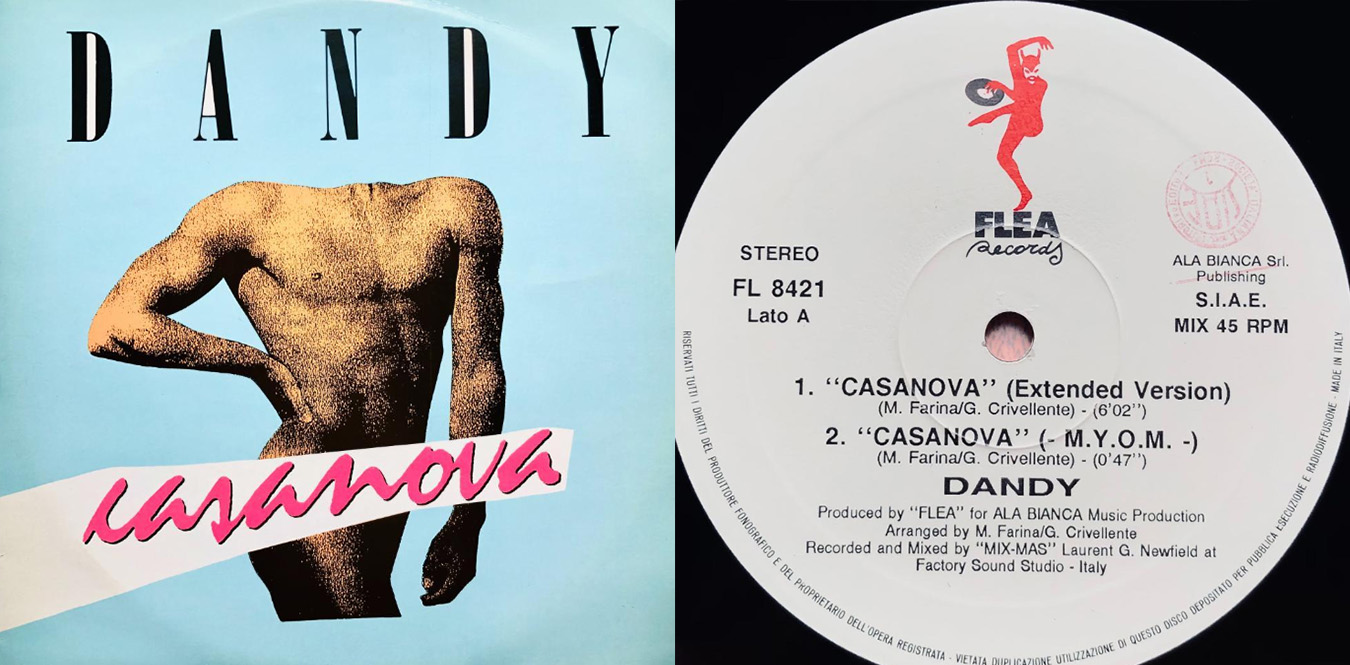 DANDY
casanova
FLEA
Records
STEREO
FL 8421
Lato A
ALA BIANCA Srl.
Publishing
S.I.A.E.
MIX 45 RPM
1. “CASANOVA” (Extended Version)
(M. Farina/G. Crivellente) - (6'02'')
2. “CASANOVA” (- M.Y.O.M. -)
(M. Farina/G. Crivellente) - (0'47'')
DANDY
Produced by "FLEA" for ALA BIANCA Music Production
Arranged by M. Farina/G. Crivellente
Recorded and Mixed by "MIX-MAS" Laurent G. Newfield at
Factory Sound Studio - Italy
RISERVATI TUTTI I DIRITTI DEL PRODUTTORE FONOGRAFICO E DEL PROPRIETARIO DELL'OPERA REGISTRATA - VIETATA DUPLICAZIONE UTILIZZAZIONE DI QUESTO DISCO DEPOSITATO PER PUBBLICA ESECUZIONE E RADIODIFFUSIONE - MADE IN ITALY